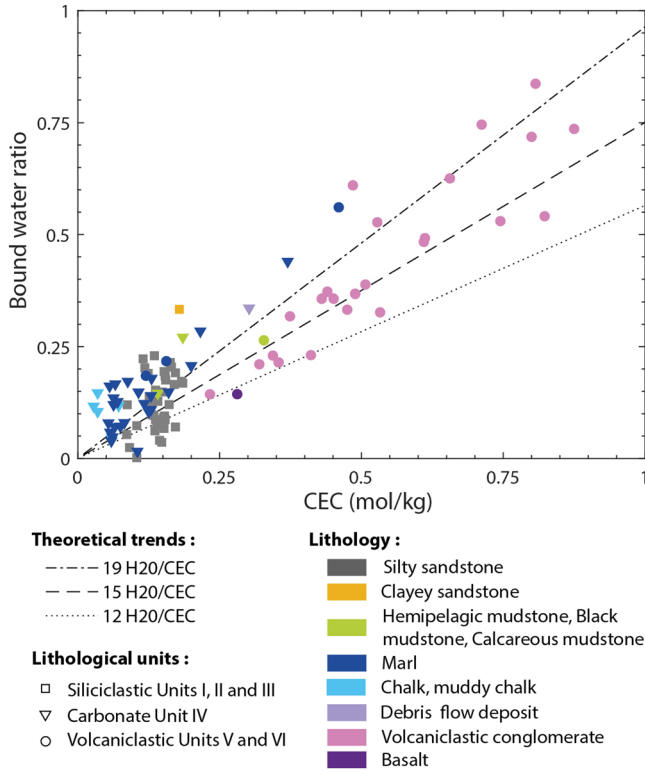 1
0.75
0.5
0.25
0
Bound water ratio
0
0.25
0.5
0.75
1
CEC (mol/kg)
Theoretical trends :
19 H20/CEC
15 H20/CEC
12 H20/CEC
Lithological units :
Siliciclastic Units I, II and III
Carbonate Unit IV
Volcaniclastic Units V and VI
Lithology :
Silty sandstone
Clayey sandstone
Hemipelagic mudstone, Black
mudstone, Calcareous mudstone
Marl
Chalk, muddy chalk
Debris flow deposit
Volcaniclastic conglomerate
Basalt